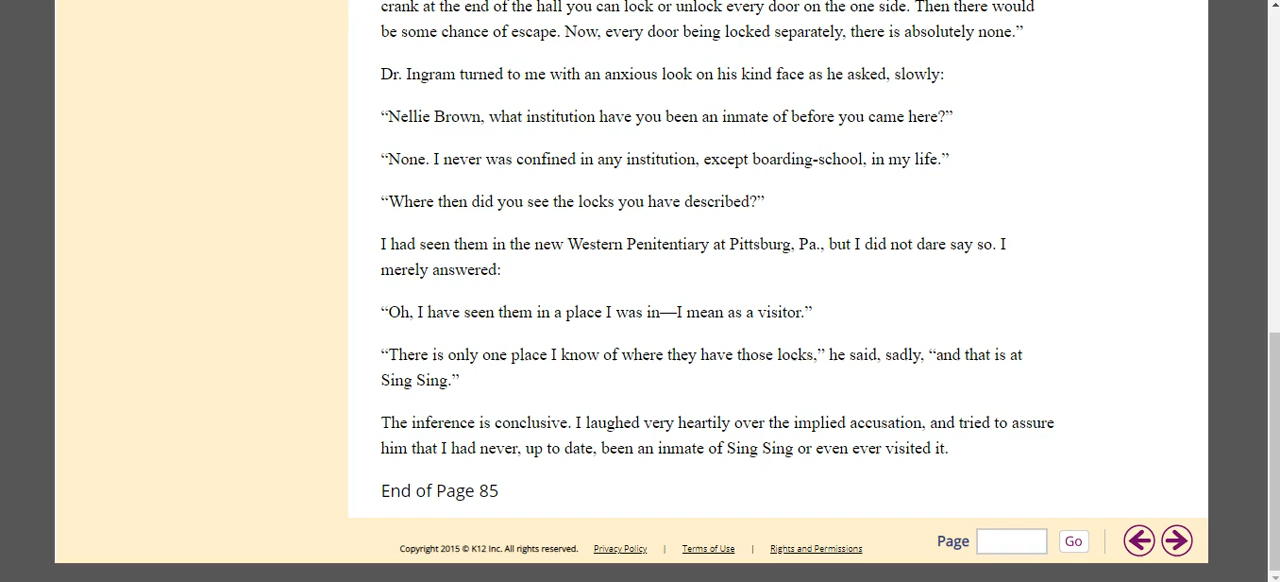 crank at the end of the hall you can lock or unlock every door on the one side. Then there would
be some chance of escape. Now, every door being locked separately, there is absolutely none.”
Dr. Ingram turned to me with an anxious look on his kind face as he asked, slowly:
“Nellie Brown, what institution have you been an inmate of before you came here?”
“None. I never was confined in any institution, except boarding-school, in my life.”
“Where then did you see the locks you have described?”
I had seen them in the new Western Penitentiary at Pittsburg, Pa., but I did not dare say so. I
merely answered:
“Oh, I have seen them in a place I was in—I mean as a visitor.”
“There is only one place I know of where they have those locks,” he said, sadly, “and that is at
Sing Sing.”
The inference is conclusive. I laughed very heartily over the implied accusation, and tried to assure
him that I had never, up to date, been an inmate of Sing Sing or even ever visited it.
End of Page 85
Copyright 2015 © K12 Inc. All rights reserved. Privacy Policy | Terms of Use | Rights and Permissions Page Go